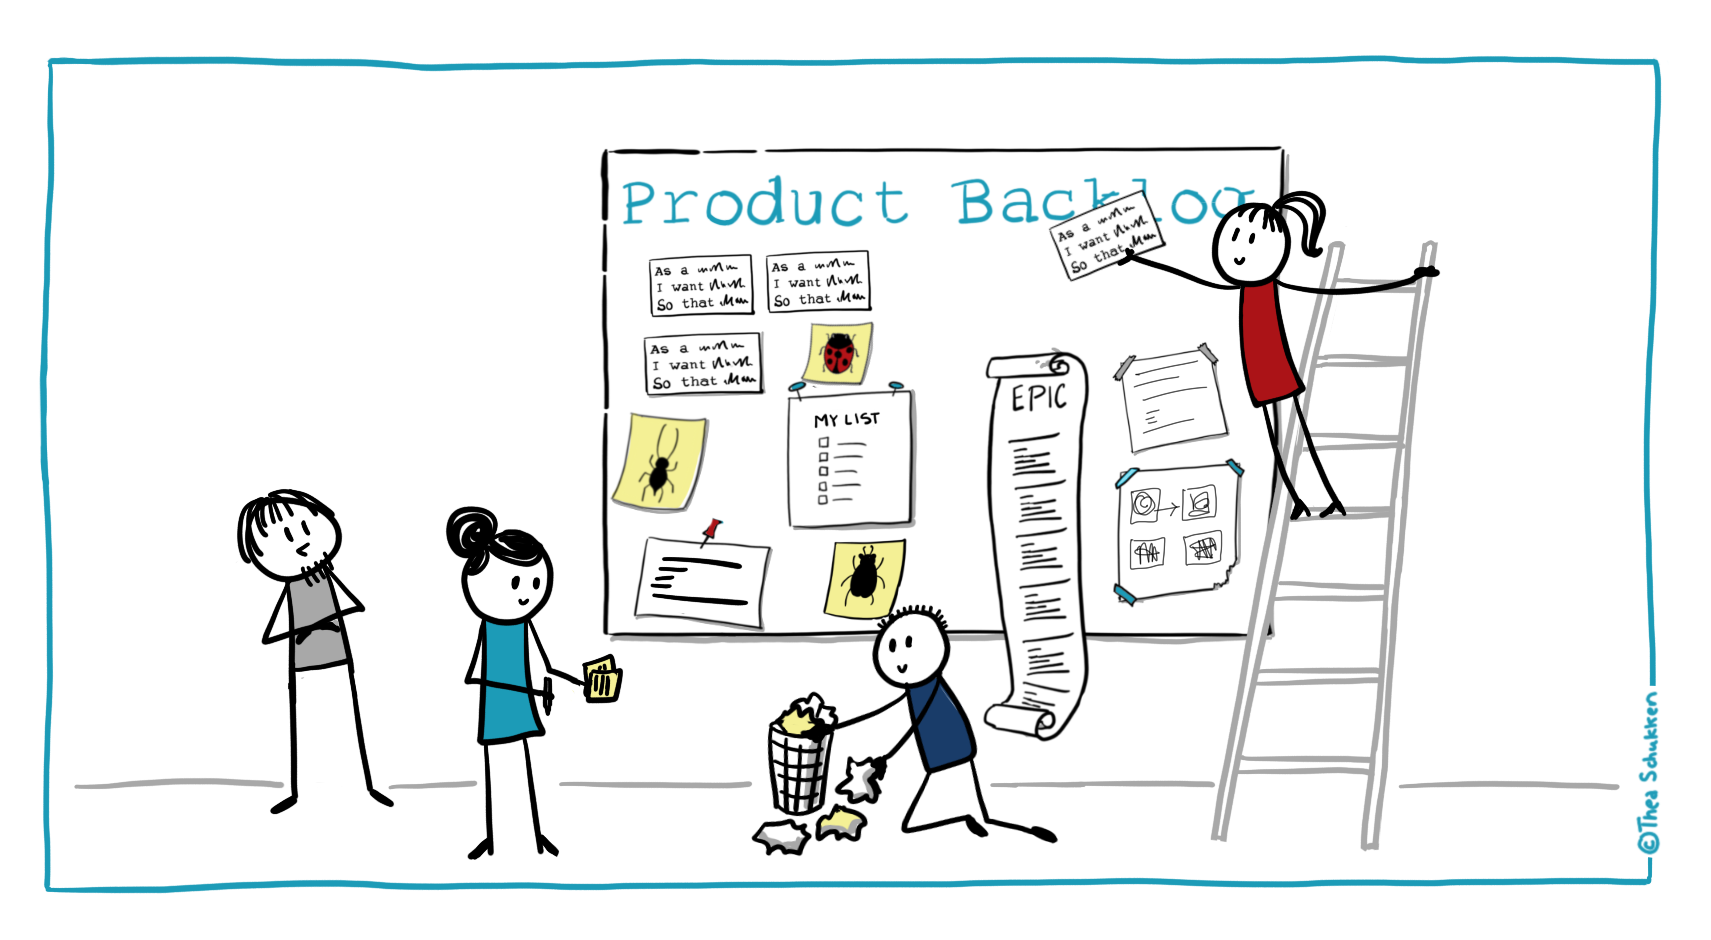 Product Backlog
As a
I want
So that
As a
I want
So that
As a
I want
So that
As a
I want
So that
MY LIST
EPIC
©Thea Schukken